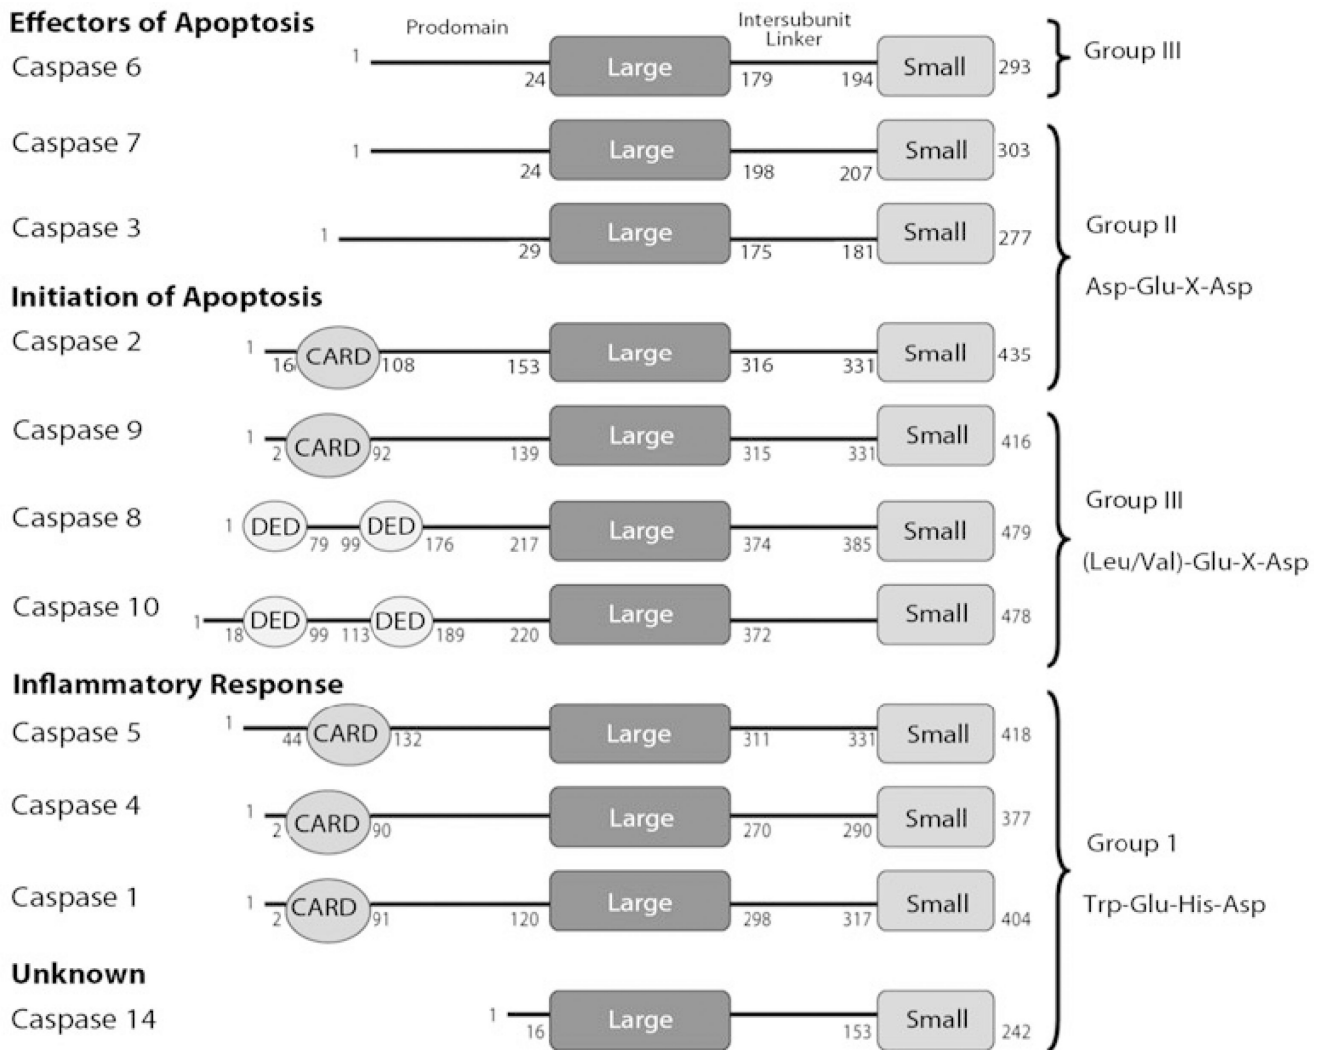 Effectors of Apoptosis
Prodomain
Intersubunit
Linker
Caspase 6
1
24
Large
179
194
Small
293
Group III
Caspase 7
1
24
Large
198
207
Small
303
Caspase 3
1
29
Large
175
181
Small
277
Group II
Asp-Glu-X-Asp
Initiation of Apoptosis
Caspase 2
1
16
CARD
108
153
Large
316
331
Small
435
Caspase 9
1
2
CARD
92
139
Large
315
331
Small
416
Caspase 8
1
DED
79
99
DED
176
217
Large
374
385
Small
479
Group III
(Leu/Val)-Glu-X-Asp
Caspase 10
1
18
DED
99
113
DED
189
220
Large
372
Small
478
Inflammatory Response
Caspase 5
1
44
CARD
132
Large
311
331
Small
418
Caspase 4
1
2
CARD
90
Large
270
290
Small
377
Group 1
Trp-Glu-His-Asp
Caspase 1
1
2
CARD
91
120
Large
298
317
Small
404
Unknown
Caspase 14
1
16
Large
153
Small
242